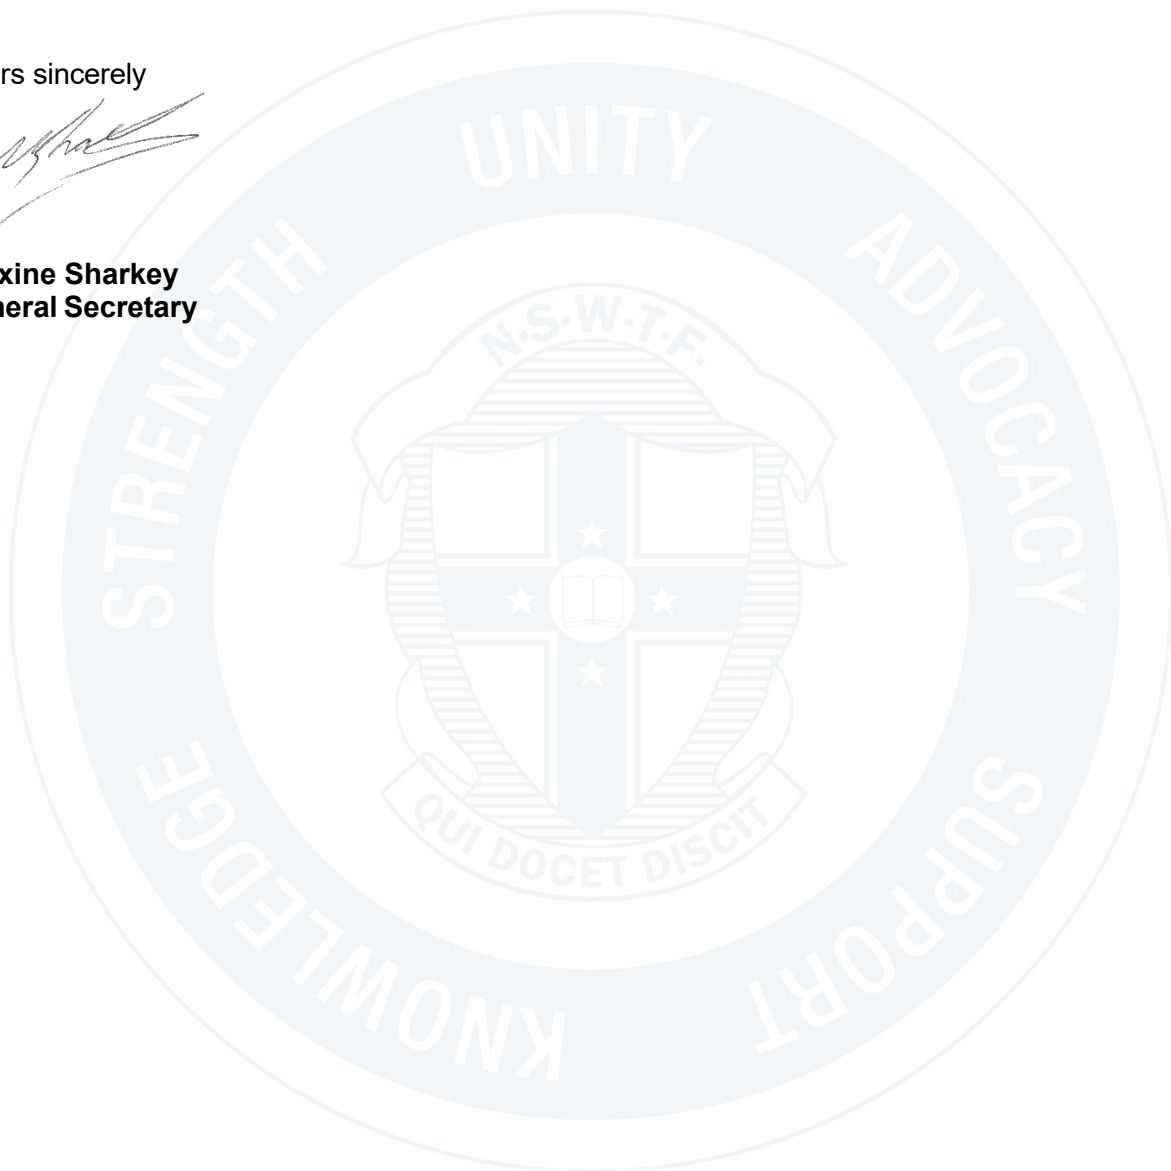 rs sincerely
xine Sharkey
neral Secretary
UNITY
ADVOCACY
SUPPORT
KNOWLEDGE
STRENGTH
N·S·W·T·F·
QUI DOCET DISCIT